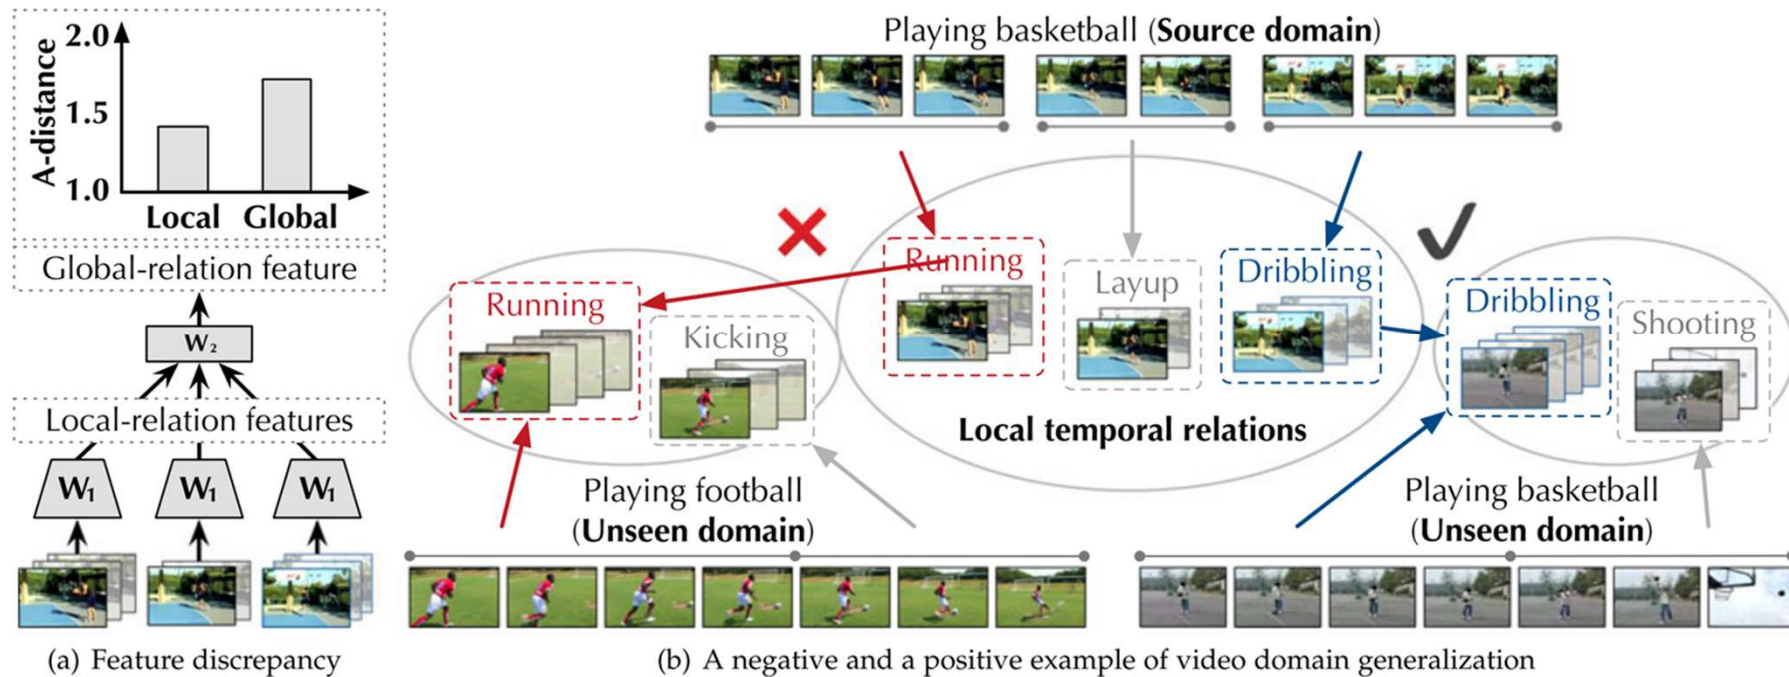 2.0
1.5
1.0
A-distance
Local Global
Global-relation feature
W2
Local-relation features
W1 W1 W1
(a) Feature discrepancy
Playing basketball (Source domain)
Running
Layup
Dribbling
Running
Kicking
Dribbling
Shooting
Local temporal relations
Playing football
(Unseen domain)
Playing basketball
(Unseen domain)
(b) A negative and a positive example of video domain generalization